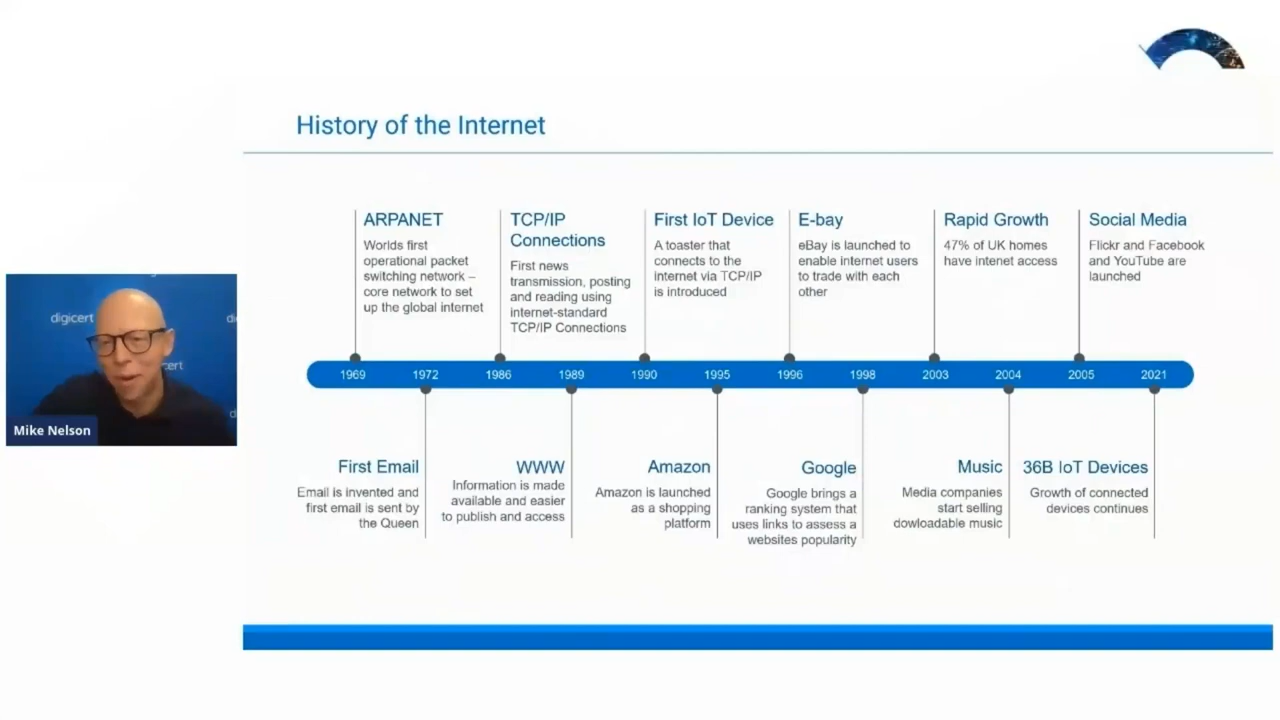 History of the Internet
ARPANET
Worlds first
operational packet
switching network –
core network to set
up the global internet
TCP/IP
Connections
First news
transmission, posting
and reading using
internet-standard
TCP/IP Connections
First IoT Device
A toaster that
connects to the
internet via TCP/IP
is introduced
E-bay
eBay is launched to
enable internet users
to trade with each
other
Rapid Growth
47% of UK homes
have intenet access
Social Media
Flickr and Facebook
and YouTube are
launched
1969 1972 1986 1989 1990 1995 1996 1998 2003 2004 2005 2021
First Email
Email is invented and
first email is sent by
the Queen
WWW
Information is made
available and easier
to publish and access
Amazon
Amazon is launched
as a shopping
platform
Google
Google brings a
ranking system that
uses links to assess a
websites popularity
Music
Media companies
start selling
dowloadable music
36B IoT Devices
Growth of connected
devices continues
digicert
di
cert
d
Mike Nelson